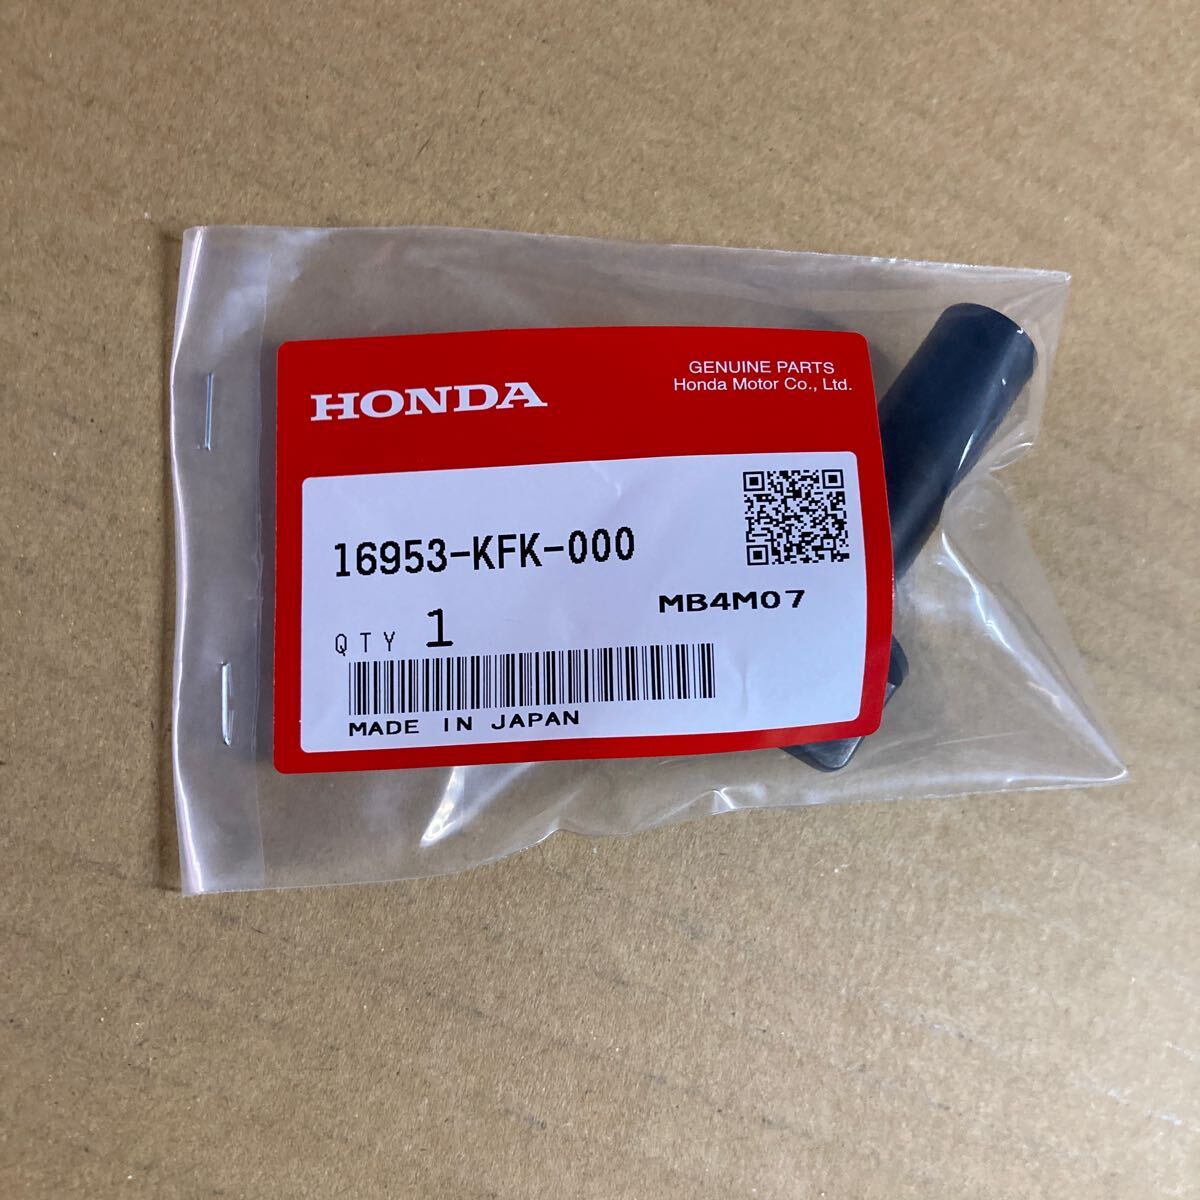 HONDA
GENUINE PARTS
Honda Motor Co., Ltd.
16953-KFK-000
MB4M07
QTY 1
MADE IN JAPAN